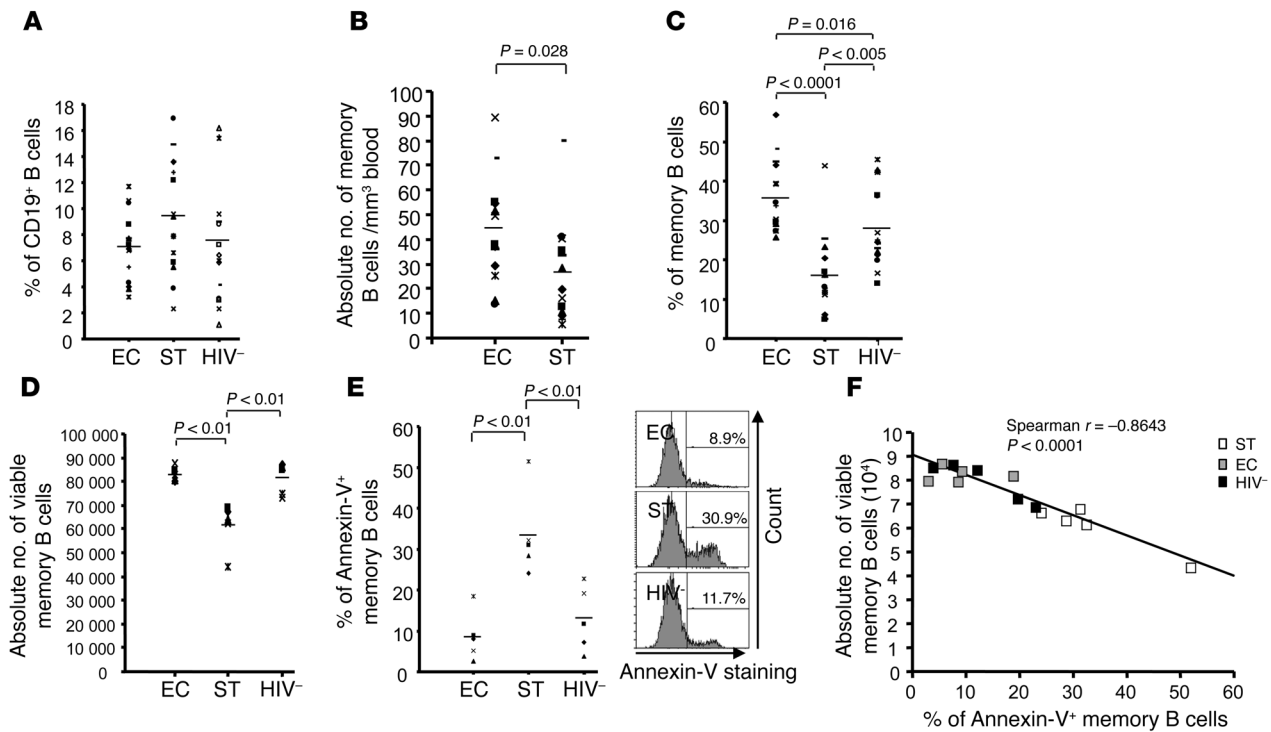 A
% of CD19⁺ B cells
18
16
14
12
10
8
6
4
2
0
EC ST HIV⁻
B
P = 0.028
Absolute no. of memory
B cells /mm³ blood
100
90
80
70
60
50
40
30
20
10
0
EC ST
C
P = 0.016
P < 0.005
P < 0.0001
% of memory B cells
60
50
40
30
20
10
0
EC ST HIV⁻
D
P < 0.01
P < 0.01
Absolute no. of viable
memory B cells
100 000
90 000
80 000
70 000
60 000
50 000
40 000
30 000
20 000
10 000
0
EC ST HIV⁻
E
P < 0.01
P < 0.01
% of Annexin-V⁺
memory B cells
60
50
40
30
20
10
0
EC ST HIV⁻
EC 8.9%
ST 30.9%
HIV⁻ 11.7%
Count
Annexin-V staining
F
Spearman r = –0.8643
P < 0.0001
ST
EC
HIV⁻
Absolute no. of viable
memory B cells (10⁴)
10
9
8
7
6
5
4
3
2
1
0
0 10 20 30 40 50 60
% of Annexin-V⁺ memory B cells